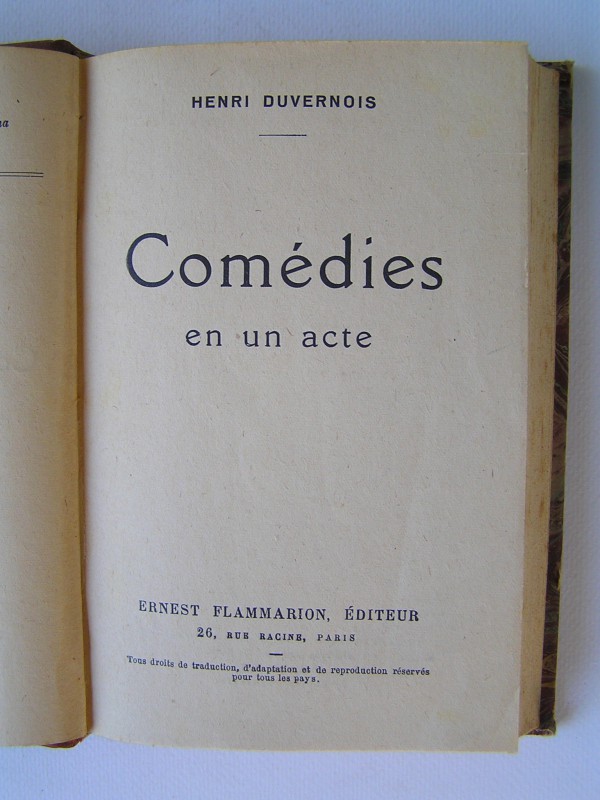 HENRI DUVERNOIS
Comédies
en un acte
ERNEST FLAMMARION, ÉDITEUR
26, RUE RACINE, PARIS
Tous droits de traduction, d'adaptation et de reproduction réservés
pour tous les pays.